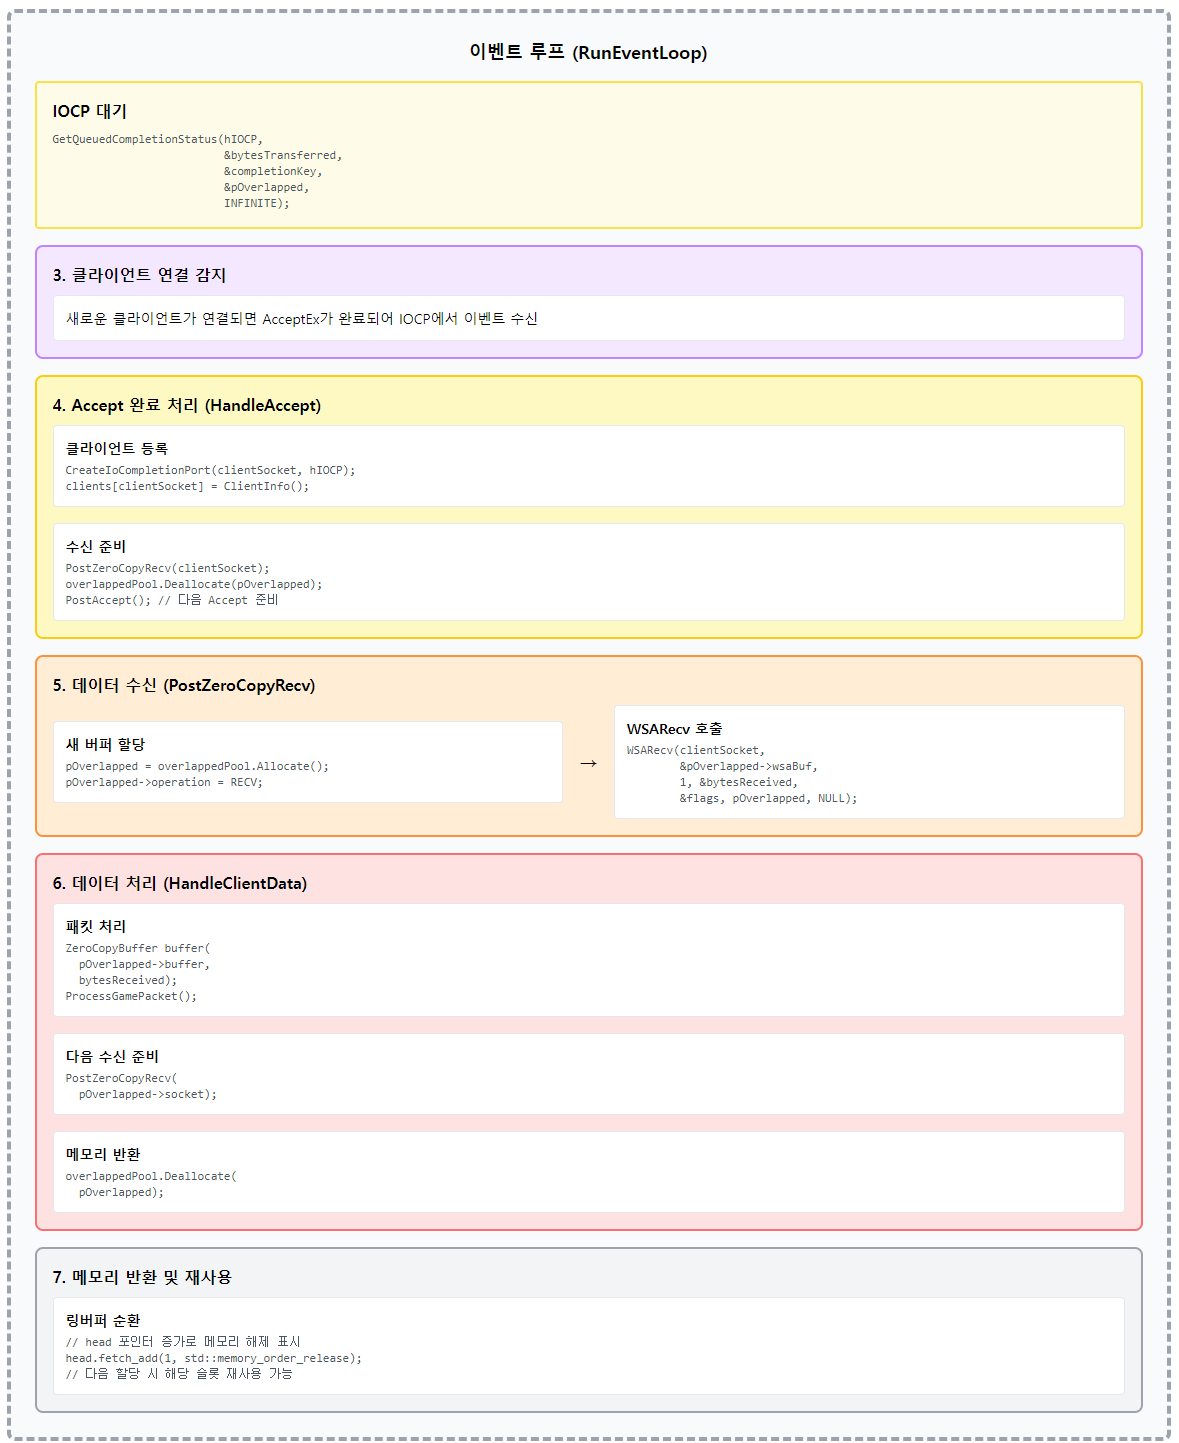 이벤트 루프 (RunEventLoop)
IOCP 대기
GetQueuedCompletionStatus(hIOCP,
&bytesTransferred,
&completionKey,
&pOverlapped,
INFINITE);
3. 클라이언트 연결 감지
새로운 클라이언트가 연결되면 AcceptEx가 완료되어 IOCP에서 이벤트 수신
4. Accept 완료 처리 (HandleAccept)
클라이언트 등록
CreateIoCompletionPort(clientSocket, hIOCP);
clients[clientSocket] = ClientInfo();
수신 준비
PostZeroCopyRecv(clientSocket);
overlappedPool.Deallocate(pOverlapped);
PostAccept(); // 다음 Accept 준비
5. 데이터 수신 (PostZeroCopyRecv)
새 버퍼 할당
pOverlapped = overlappedPool.Allocate();
pOverlapped->operation = RECV;
→
WSARecv 호출
WSARecv(clientSocket,
&pOverlapped->wsaBuf,
1, &bytesReceived,
&flags, pOverlapped, NULL);
6. 데이터 처리 (HandleClientData)
패킷 처리
ZeroCopyBuffer buffer(
pOverlapped->buffer,
bytesReceived);
ProcessGamePacket();
다음 수신 준비
PostZeroCopyRecv(
pOverlapped->socket);
메모리 반환
overlappedPool.Deallocate(
pOverlapped);
7. 메모리 반환 및 재사용
링버퍼 순환
// head 포인터 증가로 메모리 해제 표시
head.fetch_add(1, std::memory_order_release);
// 다음 할당 시 해당 슬롯 재사용 가능